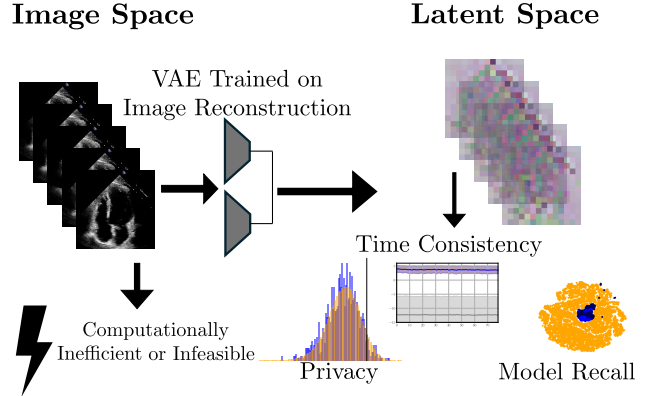 Image Space
Latent Space
VAE Trained on
Image Reconstruction
Time Consistency
Computationally
Inefficient or Infeasible
Privacy
Model Recall